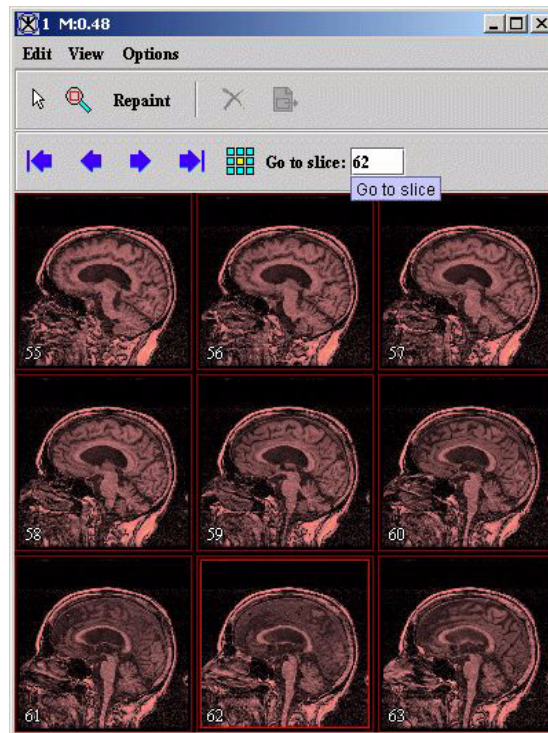 1 M:0.48
Edit View Options
Repaint
Go to slice: 62
Go to slice
55 56 57
58 59 60
61 62 63